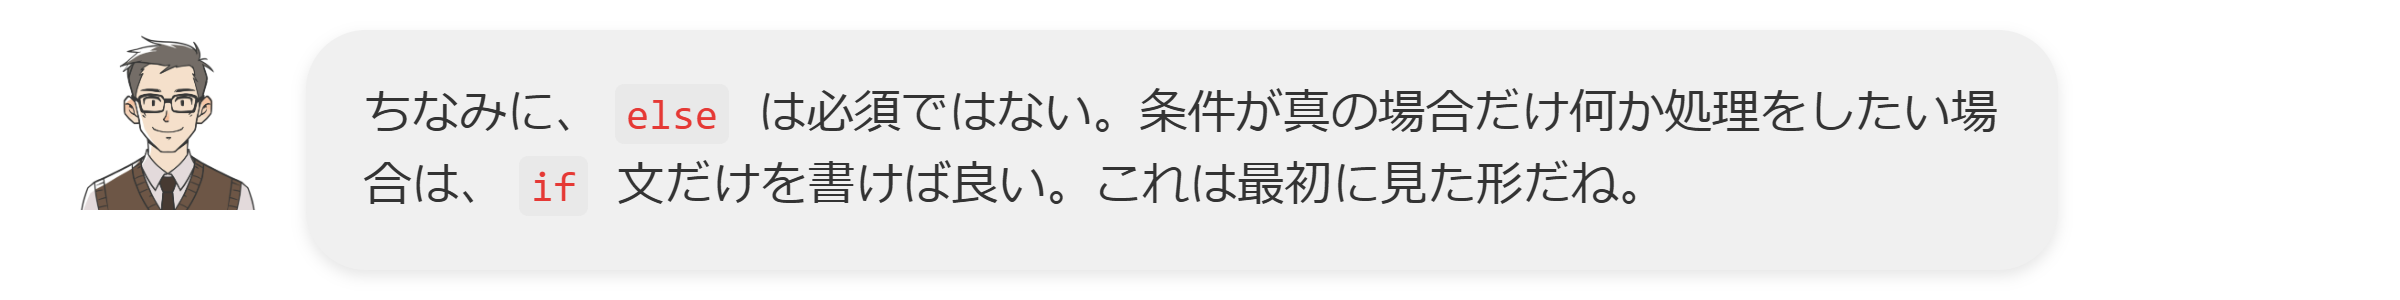 ちなみに、 else は必須ではない。条件が真の場合だけ何か処理をしたい場
合は、 if 文だけを書けば良い。これは最初に見た形だね。